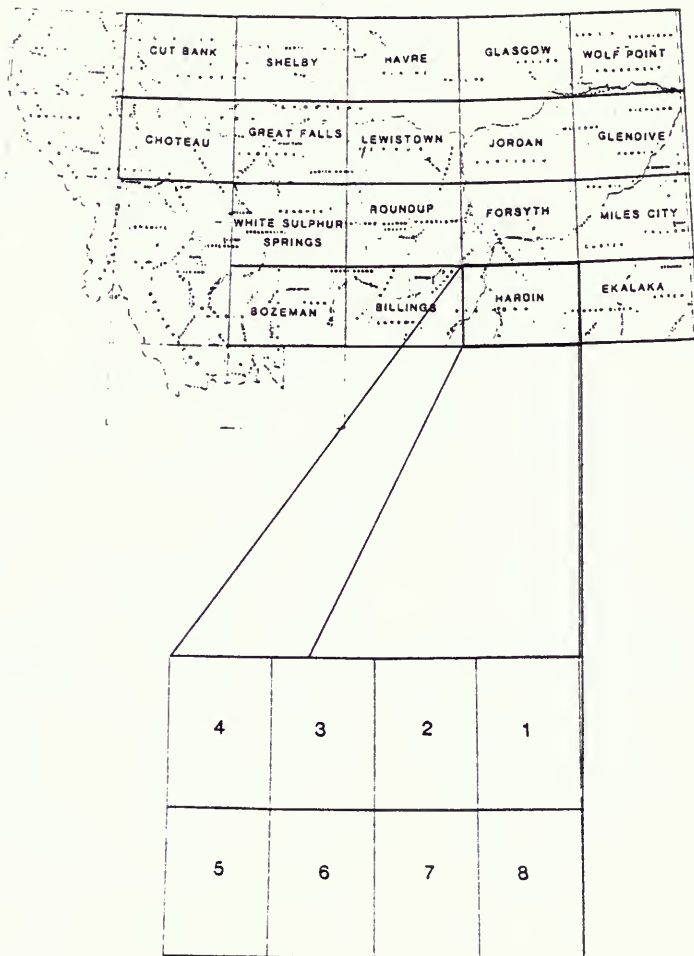 CUT BANK SHELBY HAVRE GLASGOW WOLF POINT
CHOTEAU GREAT FALLS LEWISTOWN JORDAN GLENDIVE
WHITE SULPHUR
SPRINGS
ROUNDUP FORSYTH MILES CITY
BOZEMAN BILLINGS HARDIN EKALAKA
4 3 2 1
5 6 7 8